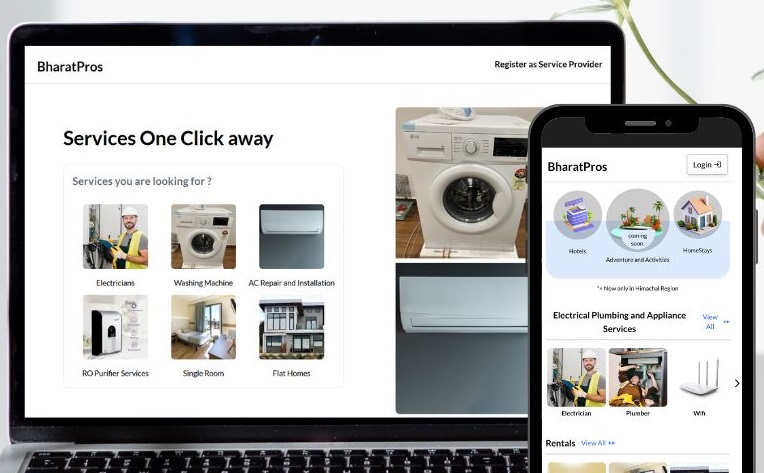 BharatPros
Register as Service Provider
Services One Click away
Services you are looking for ?
Electricians
Washing Machine
AC Repair and Installation
RO Purifier Services
Single Room
Flat Homes
BharatPros
Login
Hotels
coming
soon
Adventure and Activities
HomeStays
*= New only in Himachal Region
Electrical Plumbing and Appliance
Services
View
All
Electrician
Plumber
Wifi
Rentals
View All